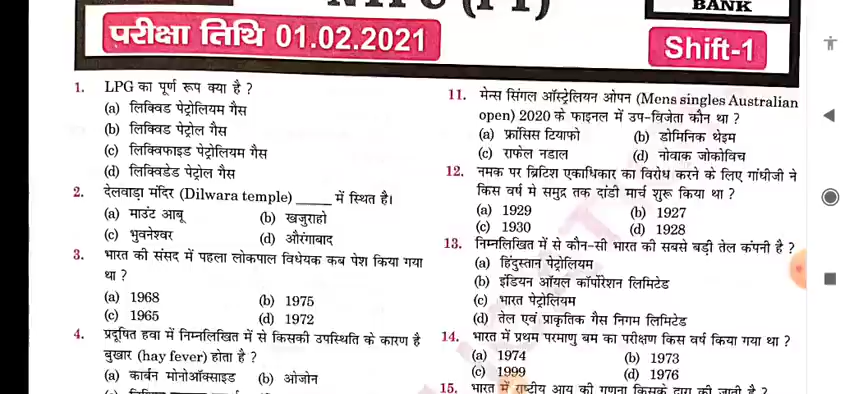 BANK
परीक्षा तिथि 01.02.2021
Shift-1
1. LPG का पूर्ण रूप क्या है ?
(a) लिक्विड पेट्रोलियम गैस
(b) लिक्विड पेट्रोल गैस
(c) लिक्विफाइड पेट्रोलियम गैस
(d) लिक्विडेड पेट्रोल गैस
2. देलवाड़ा मंदिर (Dilwara temple) _____ में स्थित है।
(a) माउंट आबू (b) खजुराहो
(c) भुवनेश्वर (d) औरंगाबाद
3. भारत की संसद में पहला लोकपाल विधेयक कब पेश किया गया
था ?
(a) 1968 (b) 1975
(c) 1965 (d) 1972
4. प्रदूषित हवा में निम्नलिखित में से किसकी उपस्थिति के कारण है
बुखार (hay fever) होता है ?
(a) कार्बन मोनोऑक्साइड (b) ओजोन
11. मेन्स सिंगल ऑस्ट्रेलियन ओपन (Mens singles Australian
open) 2020 के फाइनल में उप-विजेता कौन था ?
(a) फ्रांसिस टियाफो (b) डोमिनिक थेइम
(c) राफेल नडाल (d) नोवाक जोकोविच
12. नमक पर ब्रिटिश एकाधिकार का विरोध करने के लिए गांधीजी ने
किस वर्ष मे समुद्र तक दांडी मार्च शुरू किया था ?
(a) 1929 (b) 1927
(c) 1930 (d) 1928
13. निम्नलिखित में से कौन-सी भारत की सबसे बड़ी तेल कंपनी है ?
(a) हिंदुस्तान पेट्रोलियम
(b) इंडियन ऑयल कॉर्पोरेशन लिमिटेड
(c) भारत पेट्रोलियम
(d) तेल एवं प्राकृतिक गैस निगम लिमिटेड
14. भारत में प्रथम परमाणु बम का परीक्षण किस वर्ष किया गया था ?
(a) 1974 (b) 1973
(c) 1999 (d) 1976
15. भारत में राष्टीय आय की गणना किसके द्वारा की जाती है ?